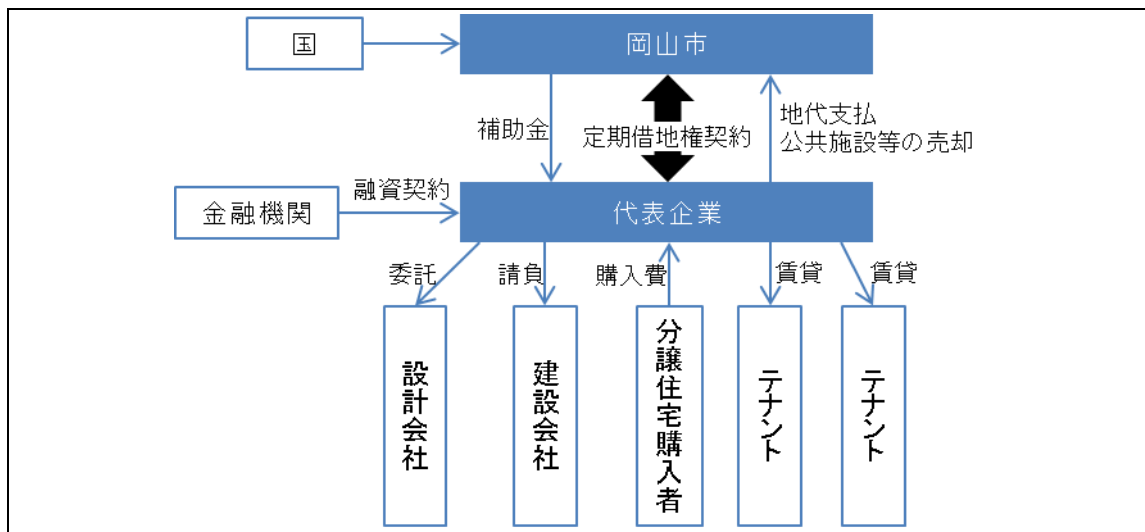 国
岡山市
補助金
定期借地権契約
地代支払
公共施設等の売却
金融機関
融資契約
代表企業
委託
請負
購入費
賃貸
賃貸
設計会社
建設会社
分譲住宅購入者
テナント
テナント